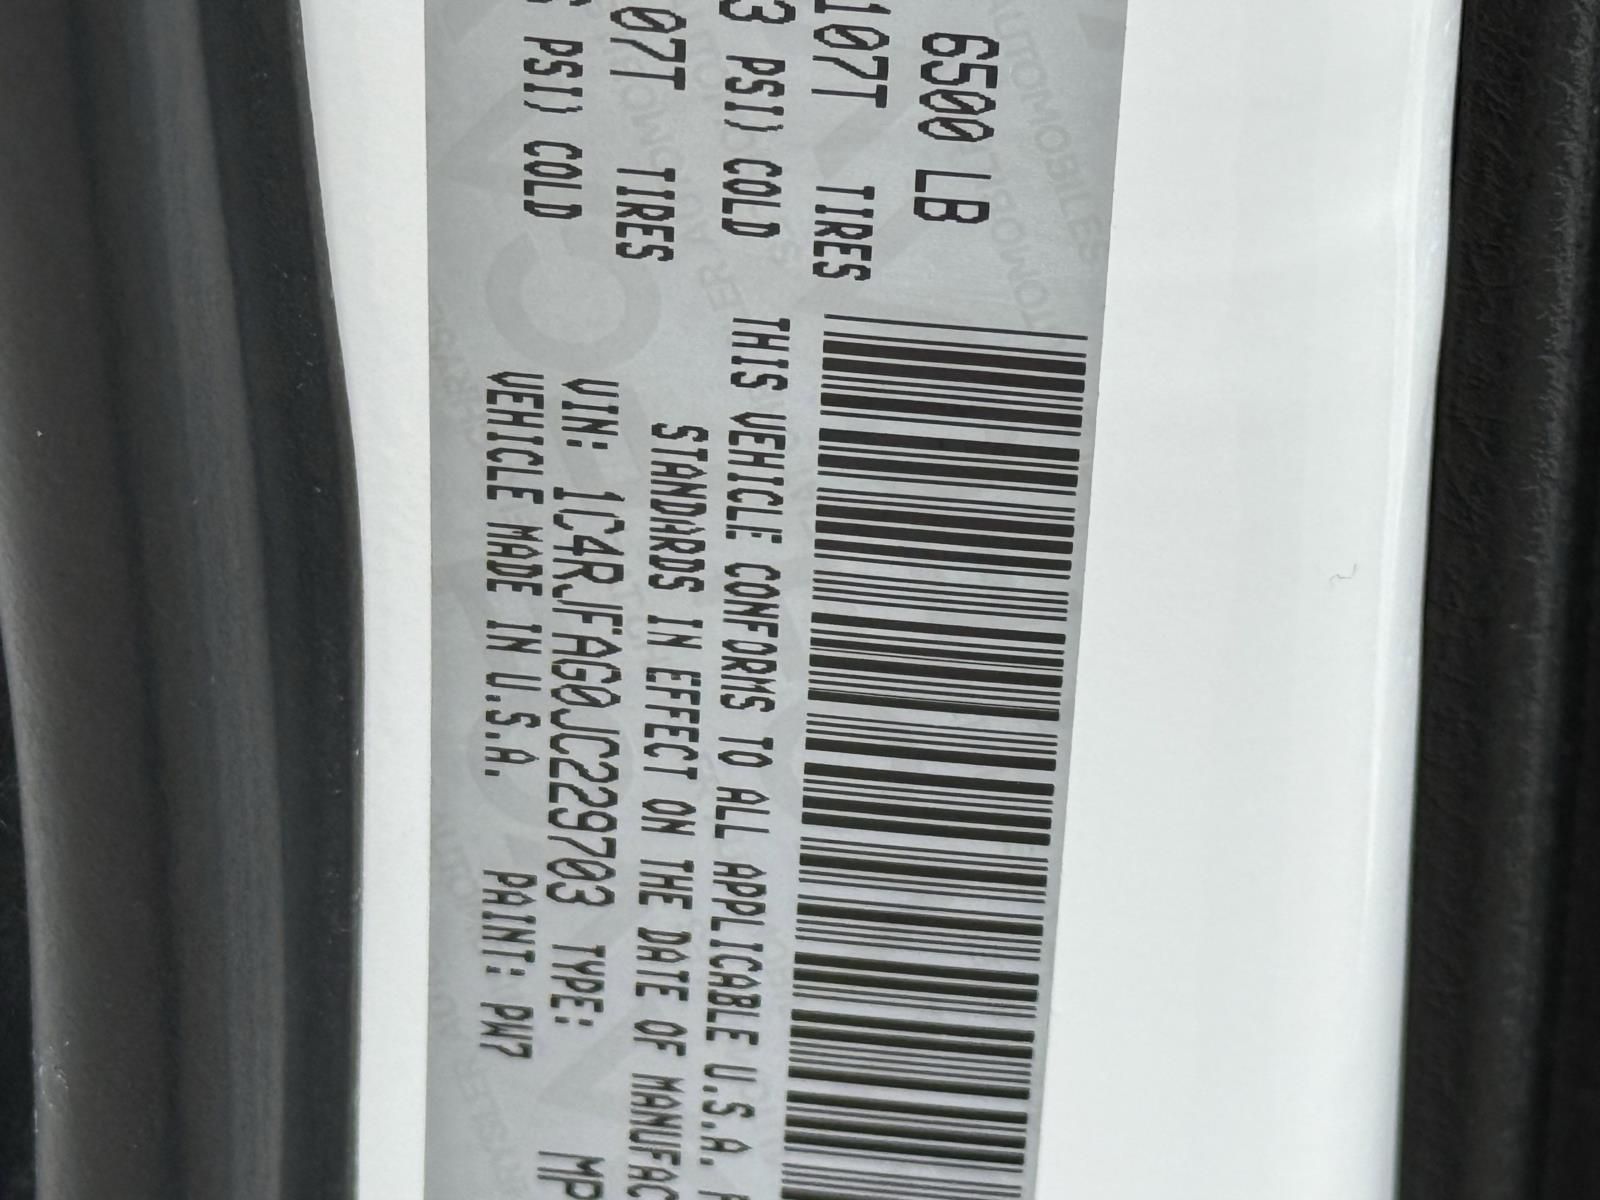 6500 LB
107T TIRES
3 PSI) COLD
07T TIRES
PSI) COLD
THIS VEHICLE CONFORMS TO ALL APPLICABLE U.S.A.
STANDARDS IN EFFECT ON THE DATE OF MANUFAC
VIN: 1C4RJFAG0JC229703 TYPE: MP
VEHICLE MADE IN U.S.A. PAINT: PW7